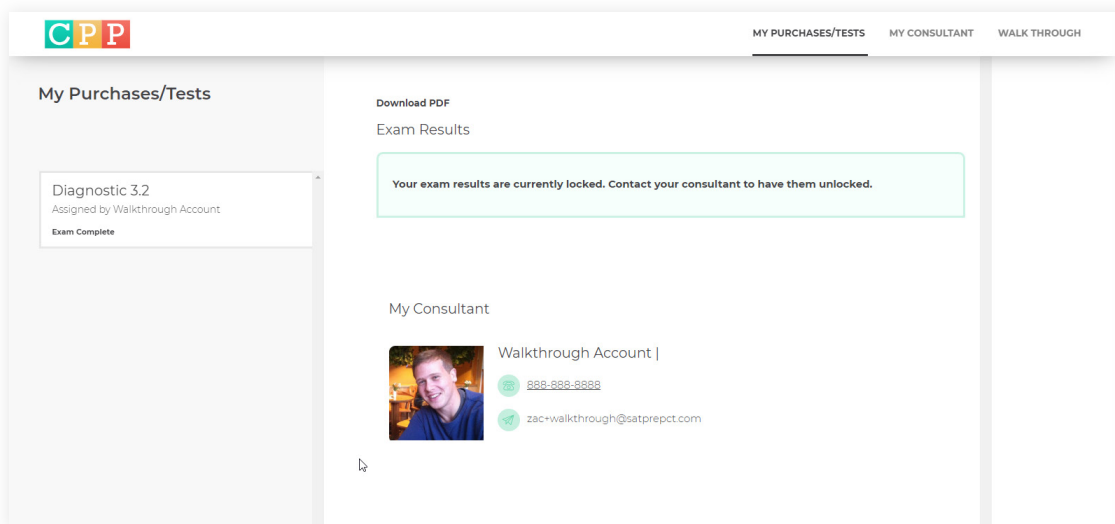 CPP
MY PURCHASES/TESTS MY CONSULTANT WALK THROUGH
My Purchases/Tests
Diagnostic 3.2
Assigned by Walkthrough Account
Exam Complete
Download PDF
Exam Results
Your exam results are currently locked. Contact your consultant to have them unlocked.
My Consultant
Walkthrough Account |
888-888-8888
zac+walkthrough@satprepct.com